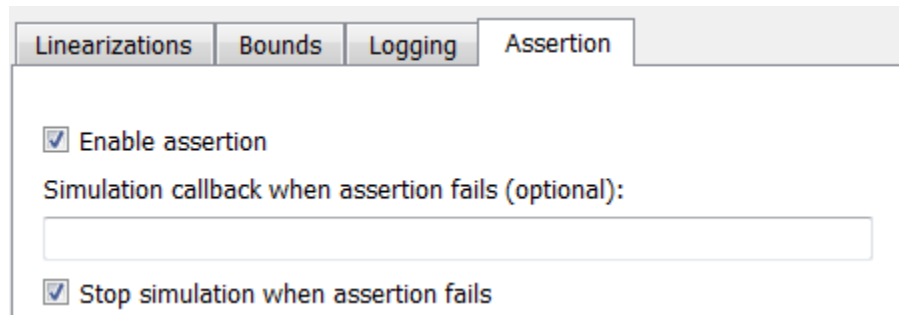 Linearizations Bounds Logging Assertion
Enable assertion
Simulation callback when assertion fails (optional):
Stop simulation when assertion fails